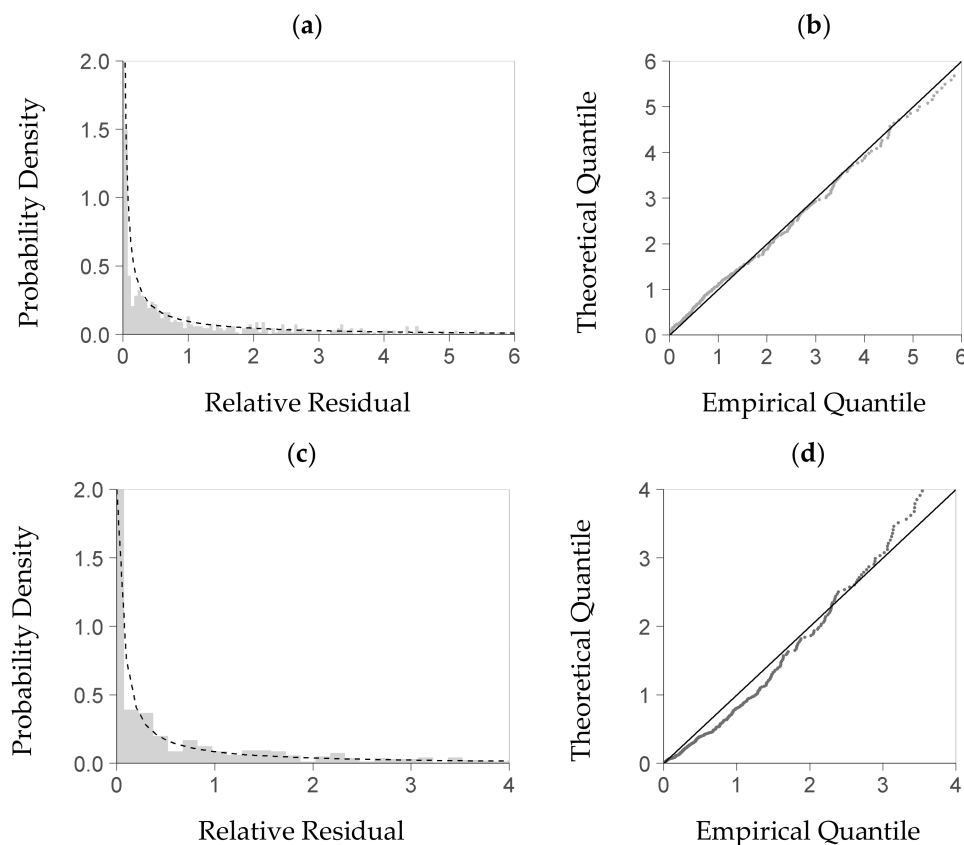 (a)
(b)
Probability Density
2.0
1.5
1.0
0.5
0.0
0 1 2 3 4 5 6
Relative Residual
Theoretical Quantile
6
5
4
3
2
1
0
0 1 2 3 4 5 6
Empirical Quantile
(c)
(d)
Probability Density
2.0
1.5
1.0
0.5
0.0
0 1 2 3 4
Relative Residual
Theoretical Quantile
4
3
2
1
0
0 1 2 3 4
Empirical Quantile